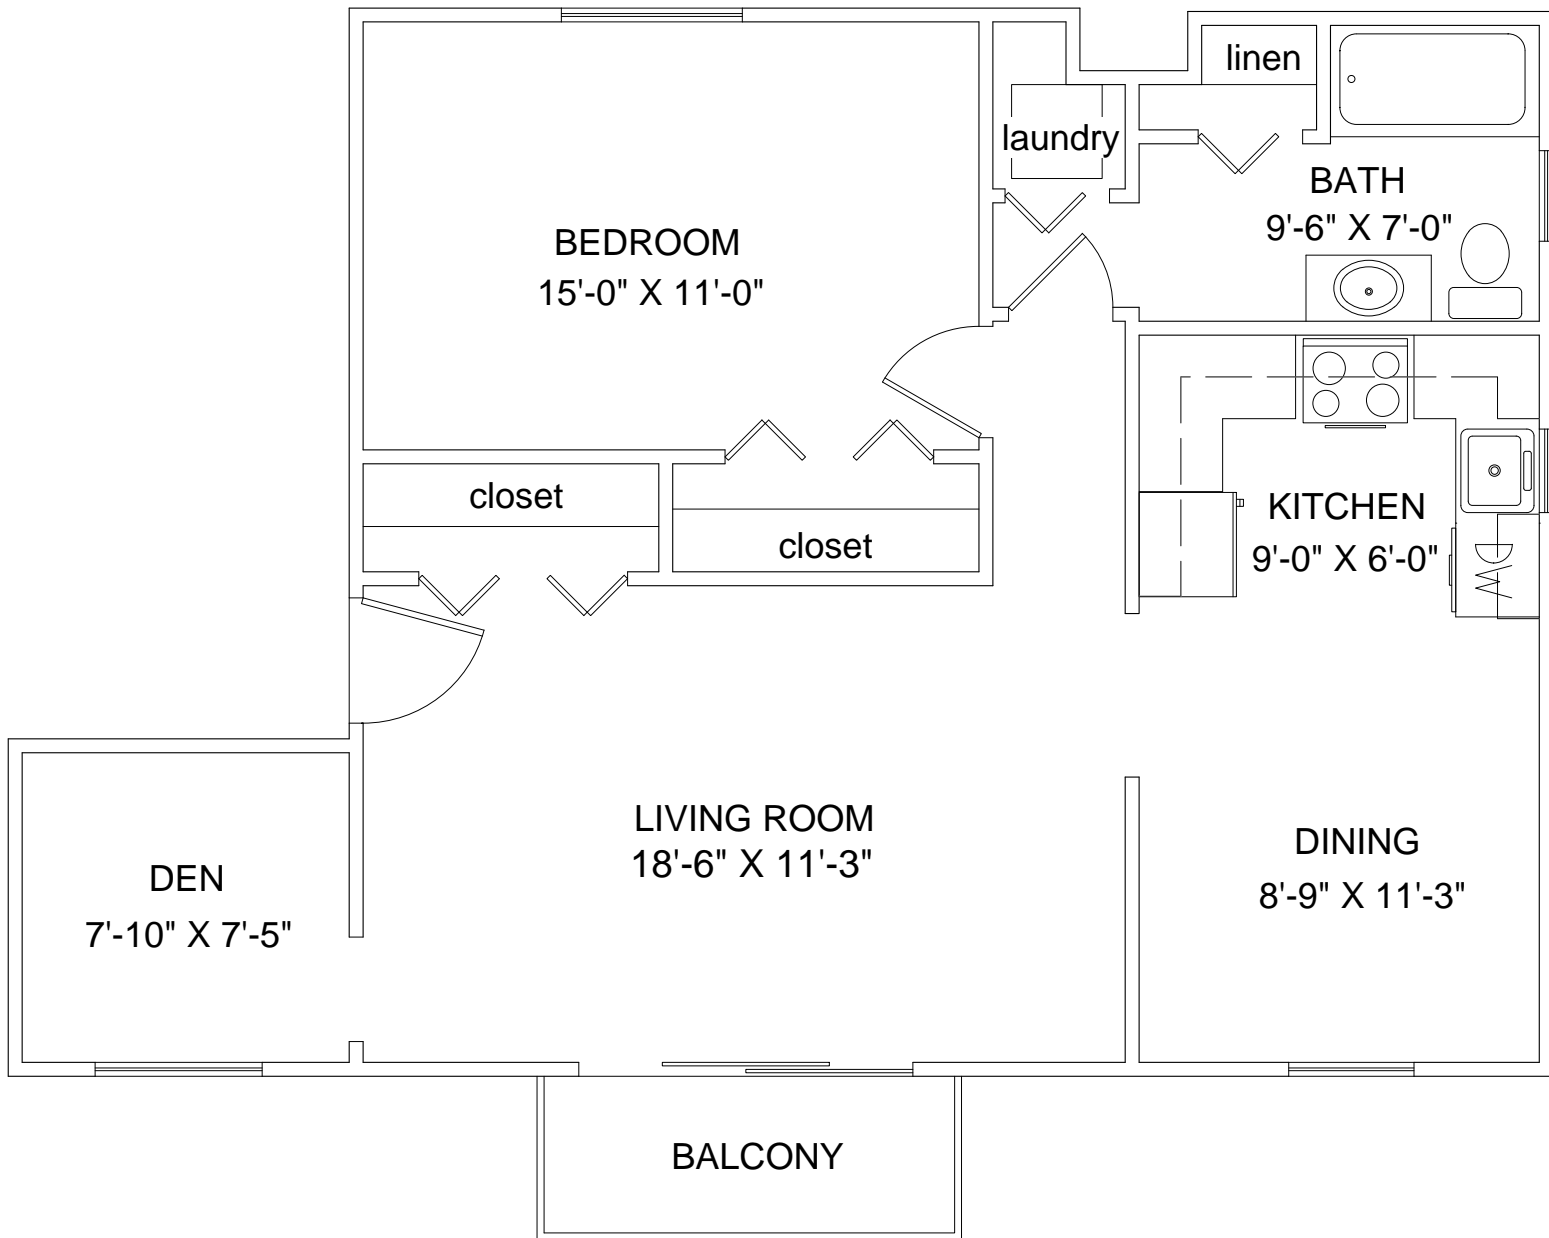 linen
laundry
BATH
9'-6" X 7'-0"
BEDROOM
15'-0" X 11'-0"
closet
closet
KITCHEN
9'-0" X 6'-0"
LIVING ROOM
18'-6" X 11'-3"
DINING
8'-9" X 11'-3"
DEN
7'-10" X 7'-5"
BALCONY